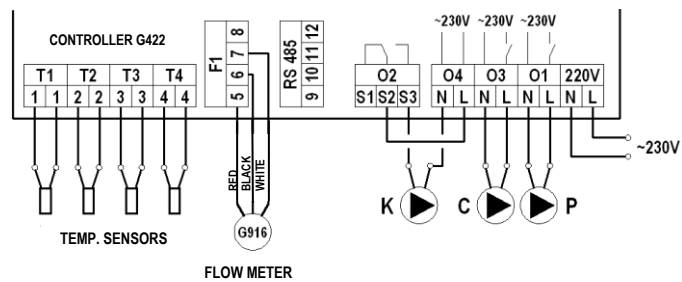 ~230V ~230V ~230V
CONTROLLER G422
F1
8
7
6
5
RS 485
12
11
10
9
T1 T2 T3 T4
1 1 2 2 3 3 4 4
O2 O4 O3 O1 220V
S1 S2 S3 N L N L N L N L
~230V
RED
BLACK
WHITE
K C P
G916
TEMP. SENSORS
FLOW METER